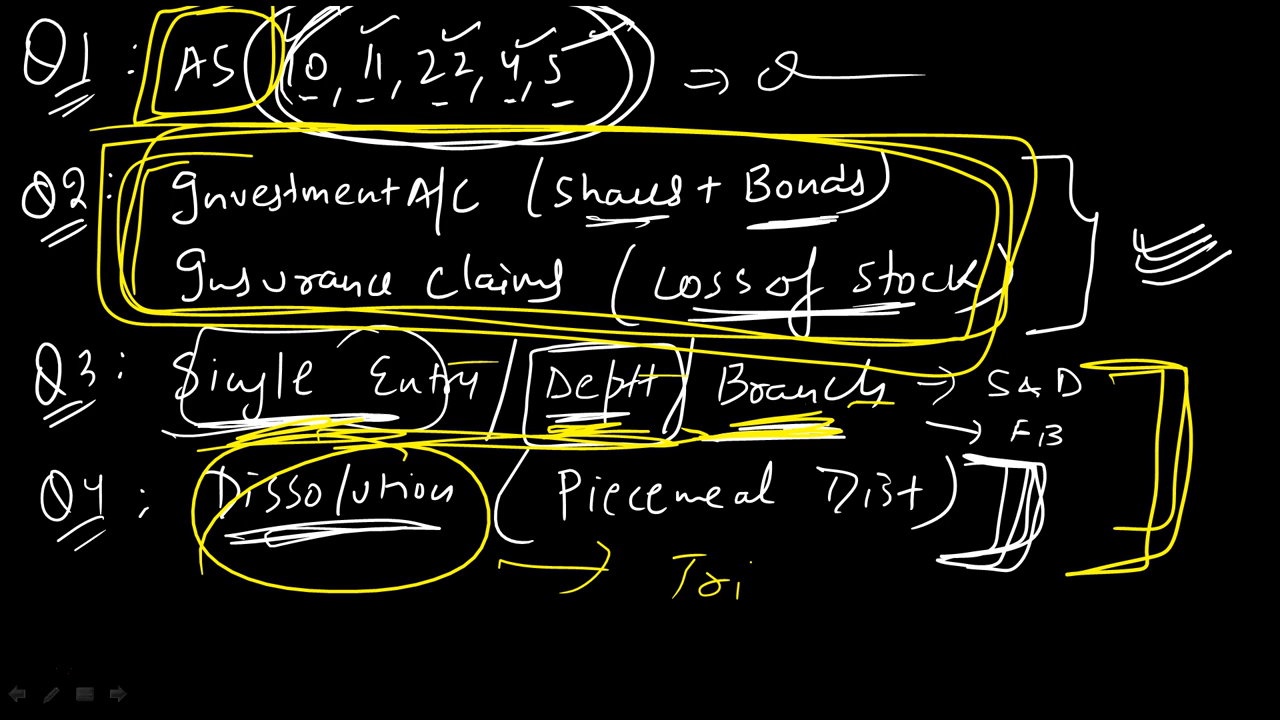 Q1 : AS (10, 11, 22, 4, 5) ⇒
Q2 : Investment A/C (Shares + Bonds)
Insurance claims (Loss of Stock)
Q3 : Single Entry / Deptt / Branch → S & D
→ FB
Q4 : Dissolution (Piecemeal Dist)
→ Tri